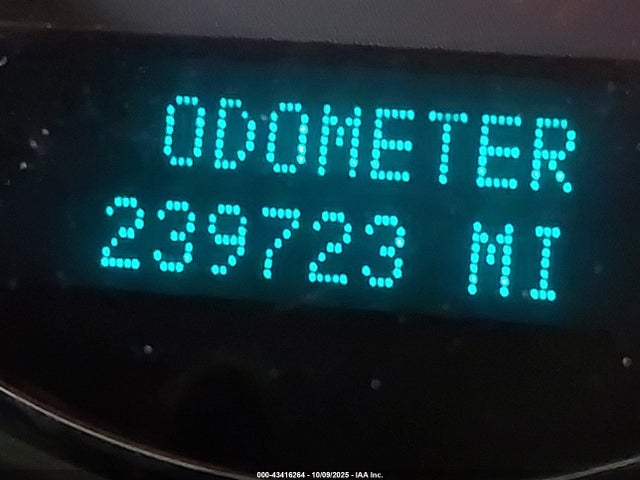 ODOMETER
239723 MI
000-43416264 - 10/09/2025 - IAA Inc.